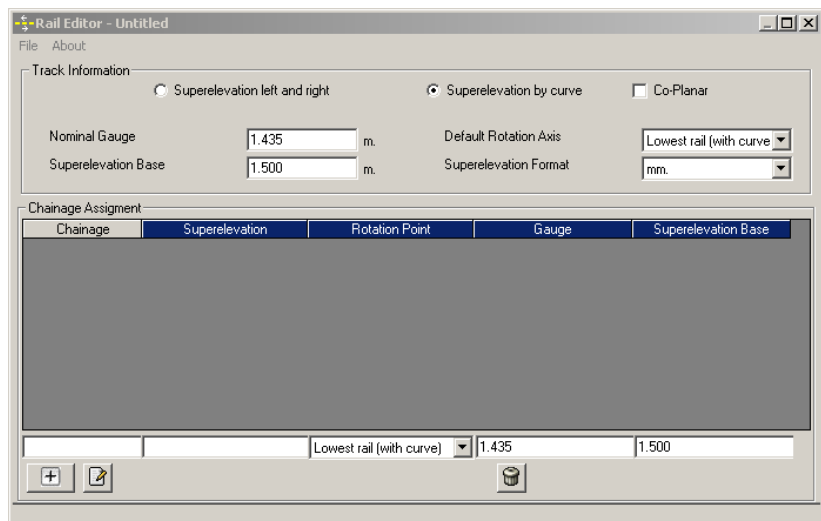 Rail Editor - Untitled
File About
Track Information
Superelevation left and right Superelevation by curve Co-Planar
Nominal Gauge 1.435 m. Default Rotation Axis Lowest rail (with curve
Superelevation Base 1.500 m. Superelevation Format mm.
Chainage Assigment
Chainage Superelevation Rotation Point Gauge Superelevation Base
Lowest rail (with curve) 1.435 1.500